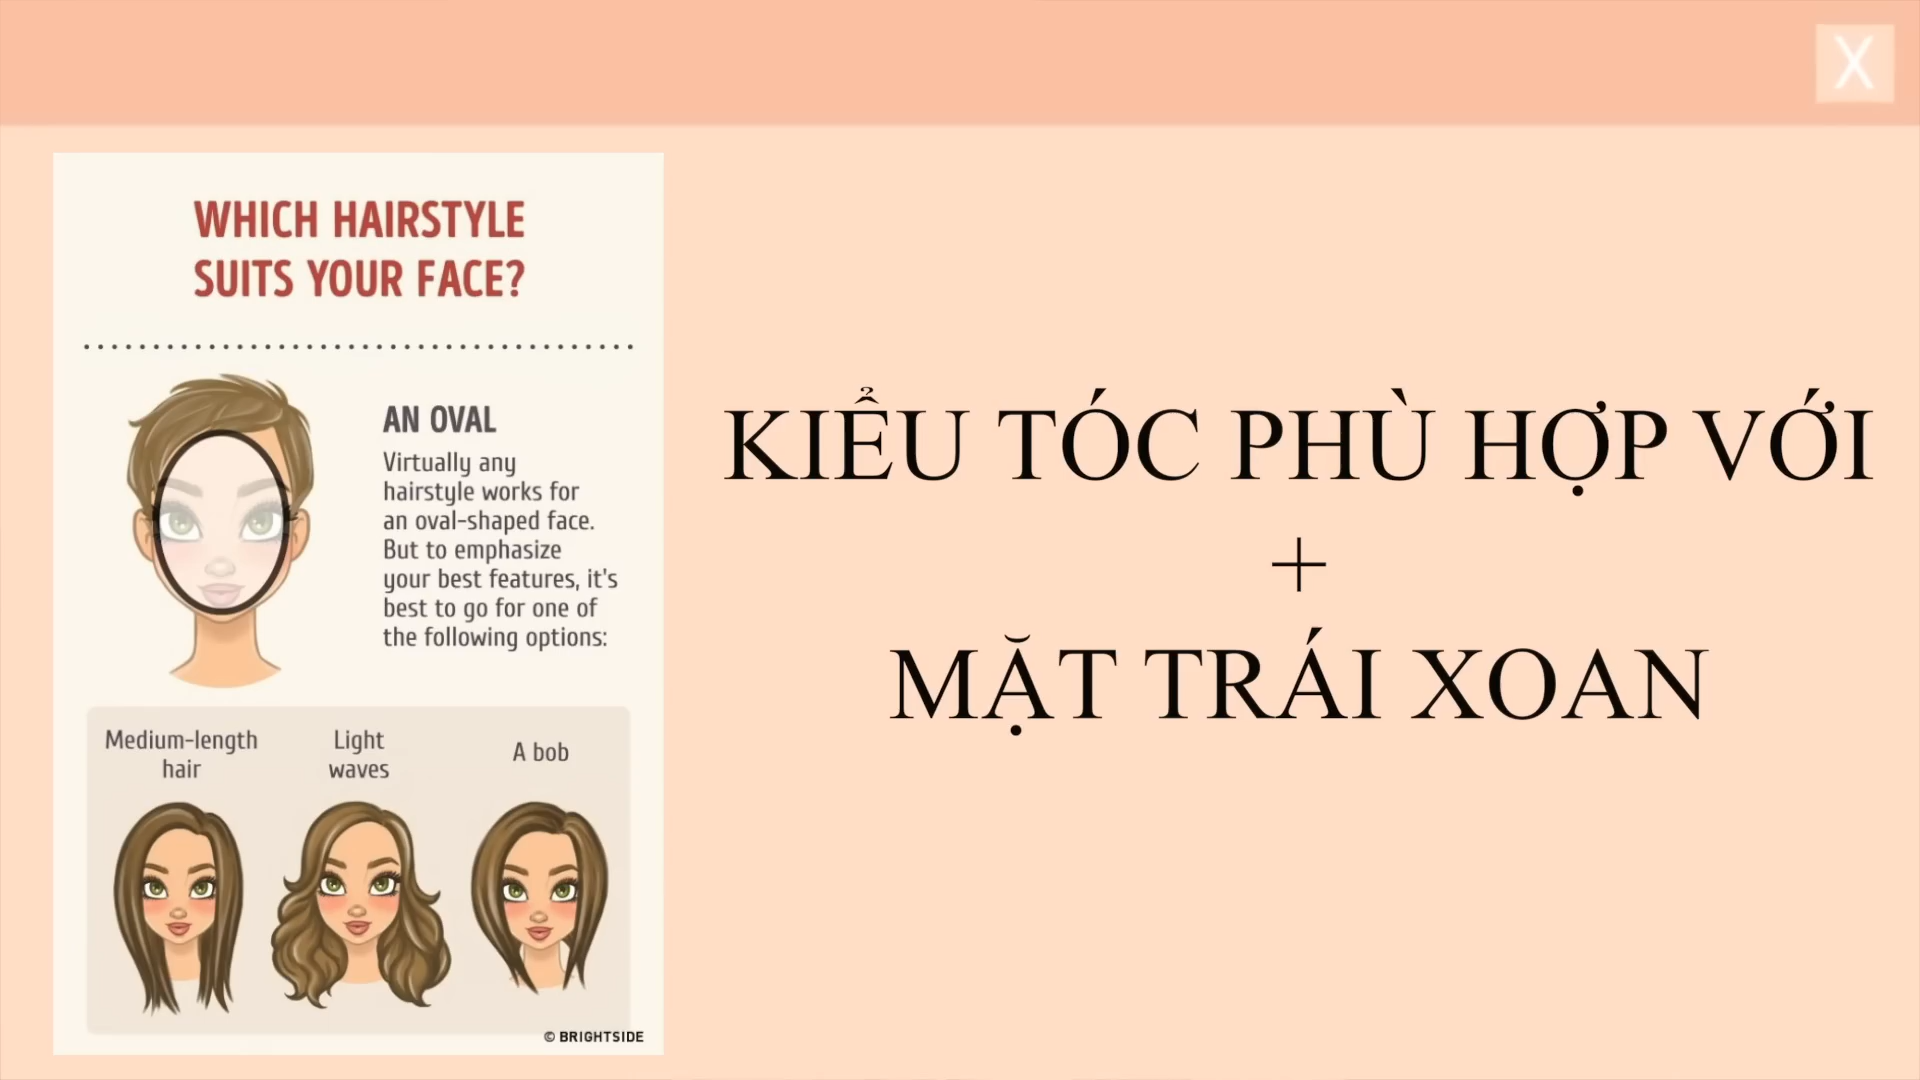 X
WHICH HAIRSTYLE
SUITS YOUR FACE?
AN OVAL
Virtually any
hairstyle works for
an oval-shaped face.
But to emphasize
your best features, it's
best to go for one of
the following options:
Medium-length
hair
Light
waves
A bob
© BRIGHTSIDE
KIỂU TÓC PHÙ HỢP VỚI
+
MẶT TRÁI XOAN